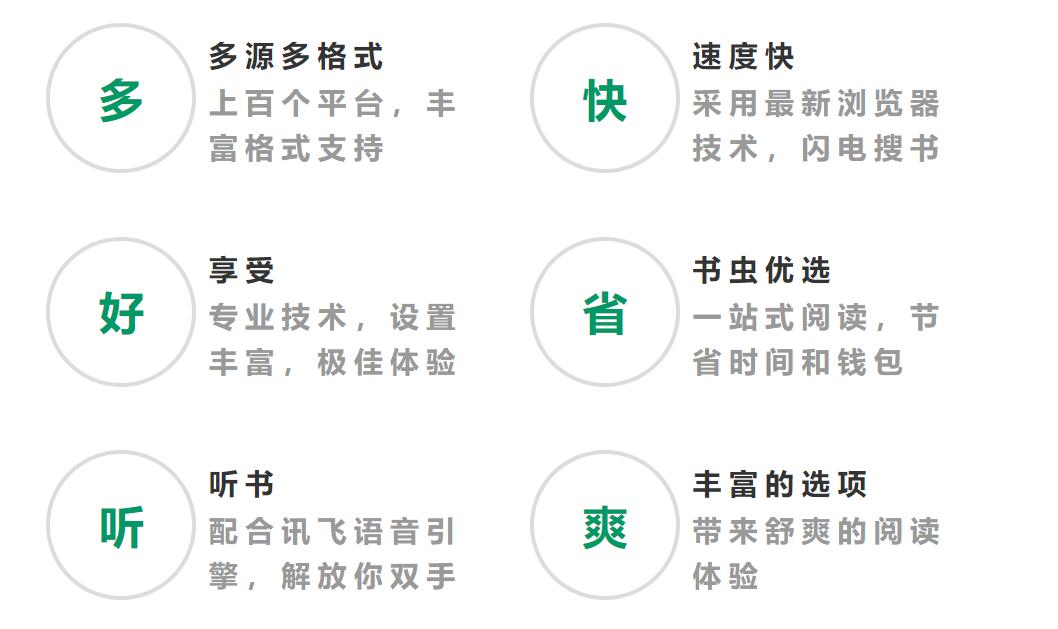 多
多源多格式
上百个平台，丰
富格式支持
快
速度快
采用最新浏览器
技术，闪电搜书
好
享受
专业技术，设置
丰富，极佳体验
省
书虫优选
一站式阅读，节
省时间和钱包
听
听书
配合讯飞语音引
擎，解放你双手
爽
丰富的选项
带来舒爽的阅读
体验